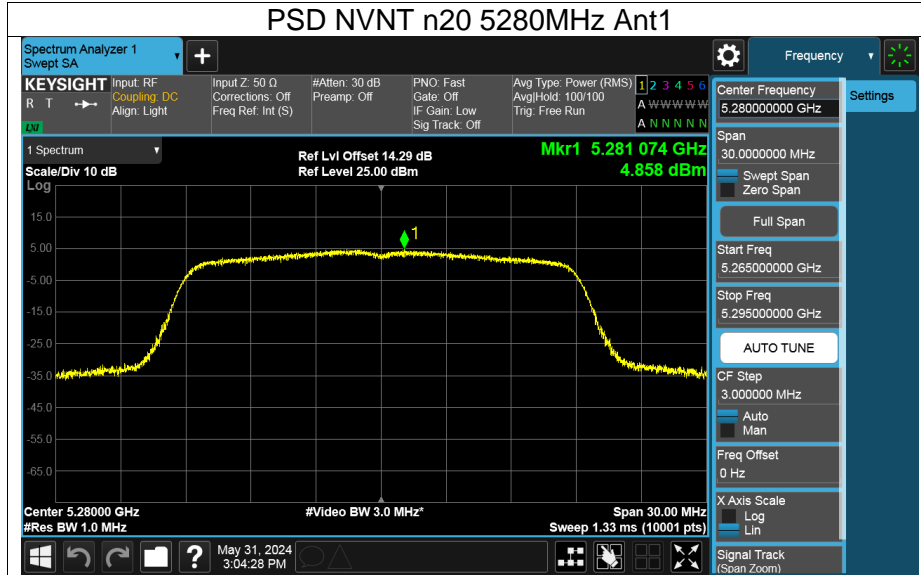 PSD NVNT n20 5280MHz Ant1
Spectrum Analyzer 1
Swept SA
+
Frequency
KEYSIGHT
R T
LXI
Input: RF
Coupling: DC
Align: Light
Input Z: 50 Ω
Corrections: Off
Freq Ref: Int (S)
#Atten: 30 dB
Preamp: Off
PNO: Fast
Gate: Off
IF Gain: Low
Sig Track: Off
Avg Type: Power (RMS)
Avg|Hold: 100/100
Trig: Free Run
1 2 3 4 5 6
A W W W W W
A N N N N N
1 Spectrum
Scale/Div 10 dB
Log
Ref Lvl Offset 14.29 dB
Ref Level 25.00 dBm
Mkr1 5.281 074 GHz
4.858 dBm
15.0
5.00
-5.00
-15.0
-25.0
-35.0
-45.0
-55.0
-65.0
1
Center 5.28000 GHz
#Res BW 1.0 MHz
#Video BW 3.0 MHz*
Span 30.00 MHz
Sweep 1.33 ms (10001 pts)
?
May 31, 2024
3:04:28 PM
Center Frequency
5.280000000 GHz
Span
30.0000000 MHz
Swept Span
Zero Span
Full Span
Start Freq
5.265000000 GHz
Stop Freq
5.295000000 GHz
AUTO TUNE
CF Step
3.000000 MHz
Auto
Man
Freq Offset
0 Hz
X Axis Scale
Log
Lin
Signal Track
(Span Zoom)
Settings